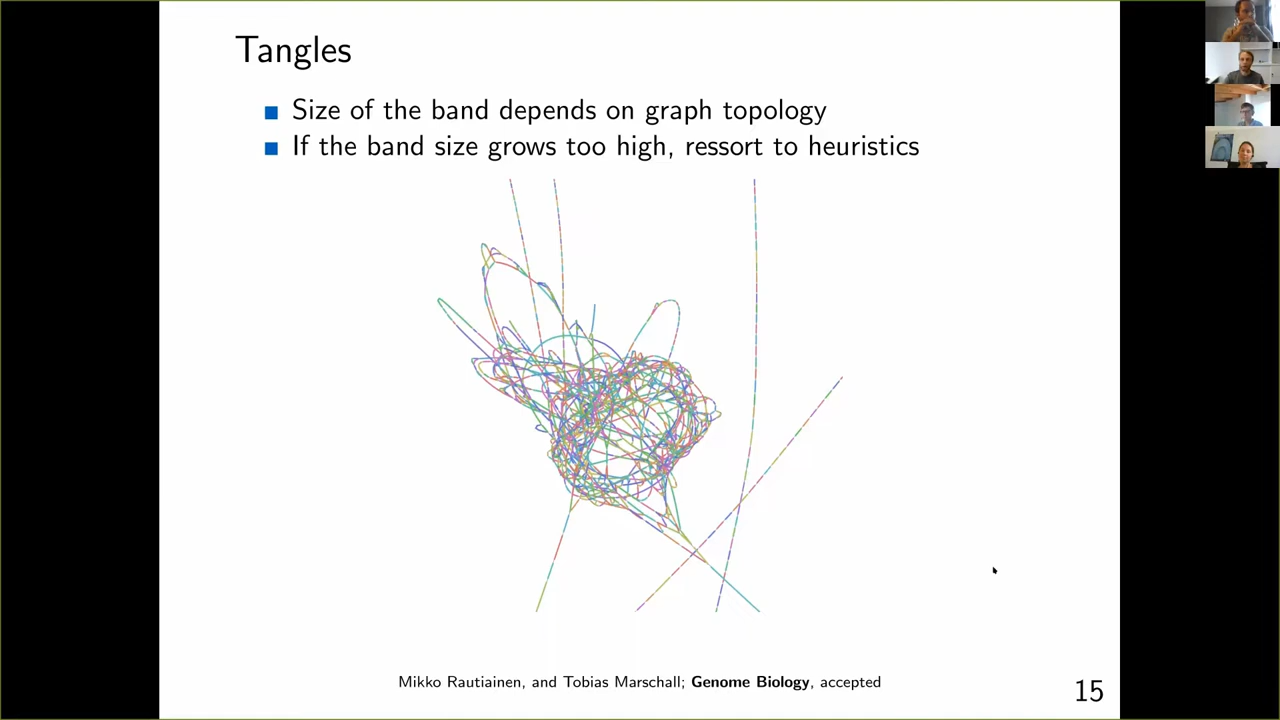 Tangles
Size of the band depends on graph topology
If the band size grows too high, ressort to heuristics
Mikko Rautiainen, and Tobias Marschall; Genome Biology, accepted
15